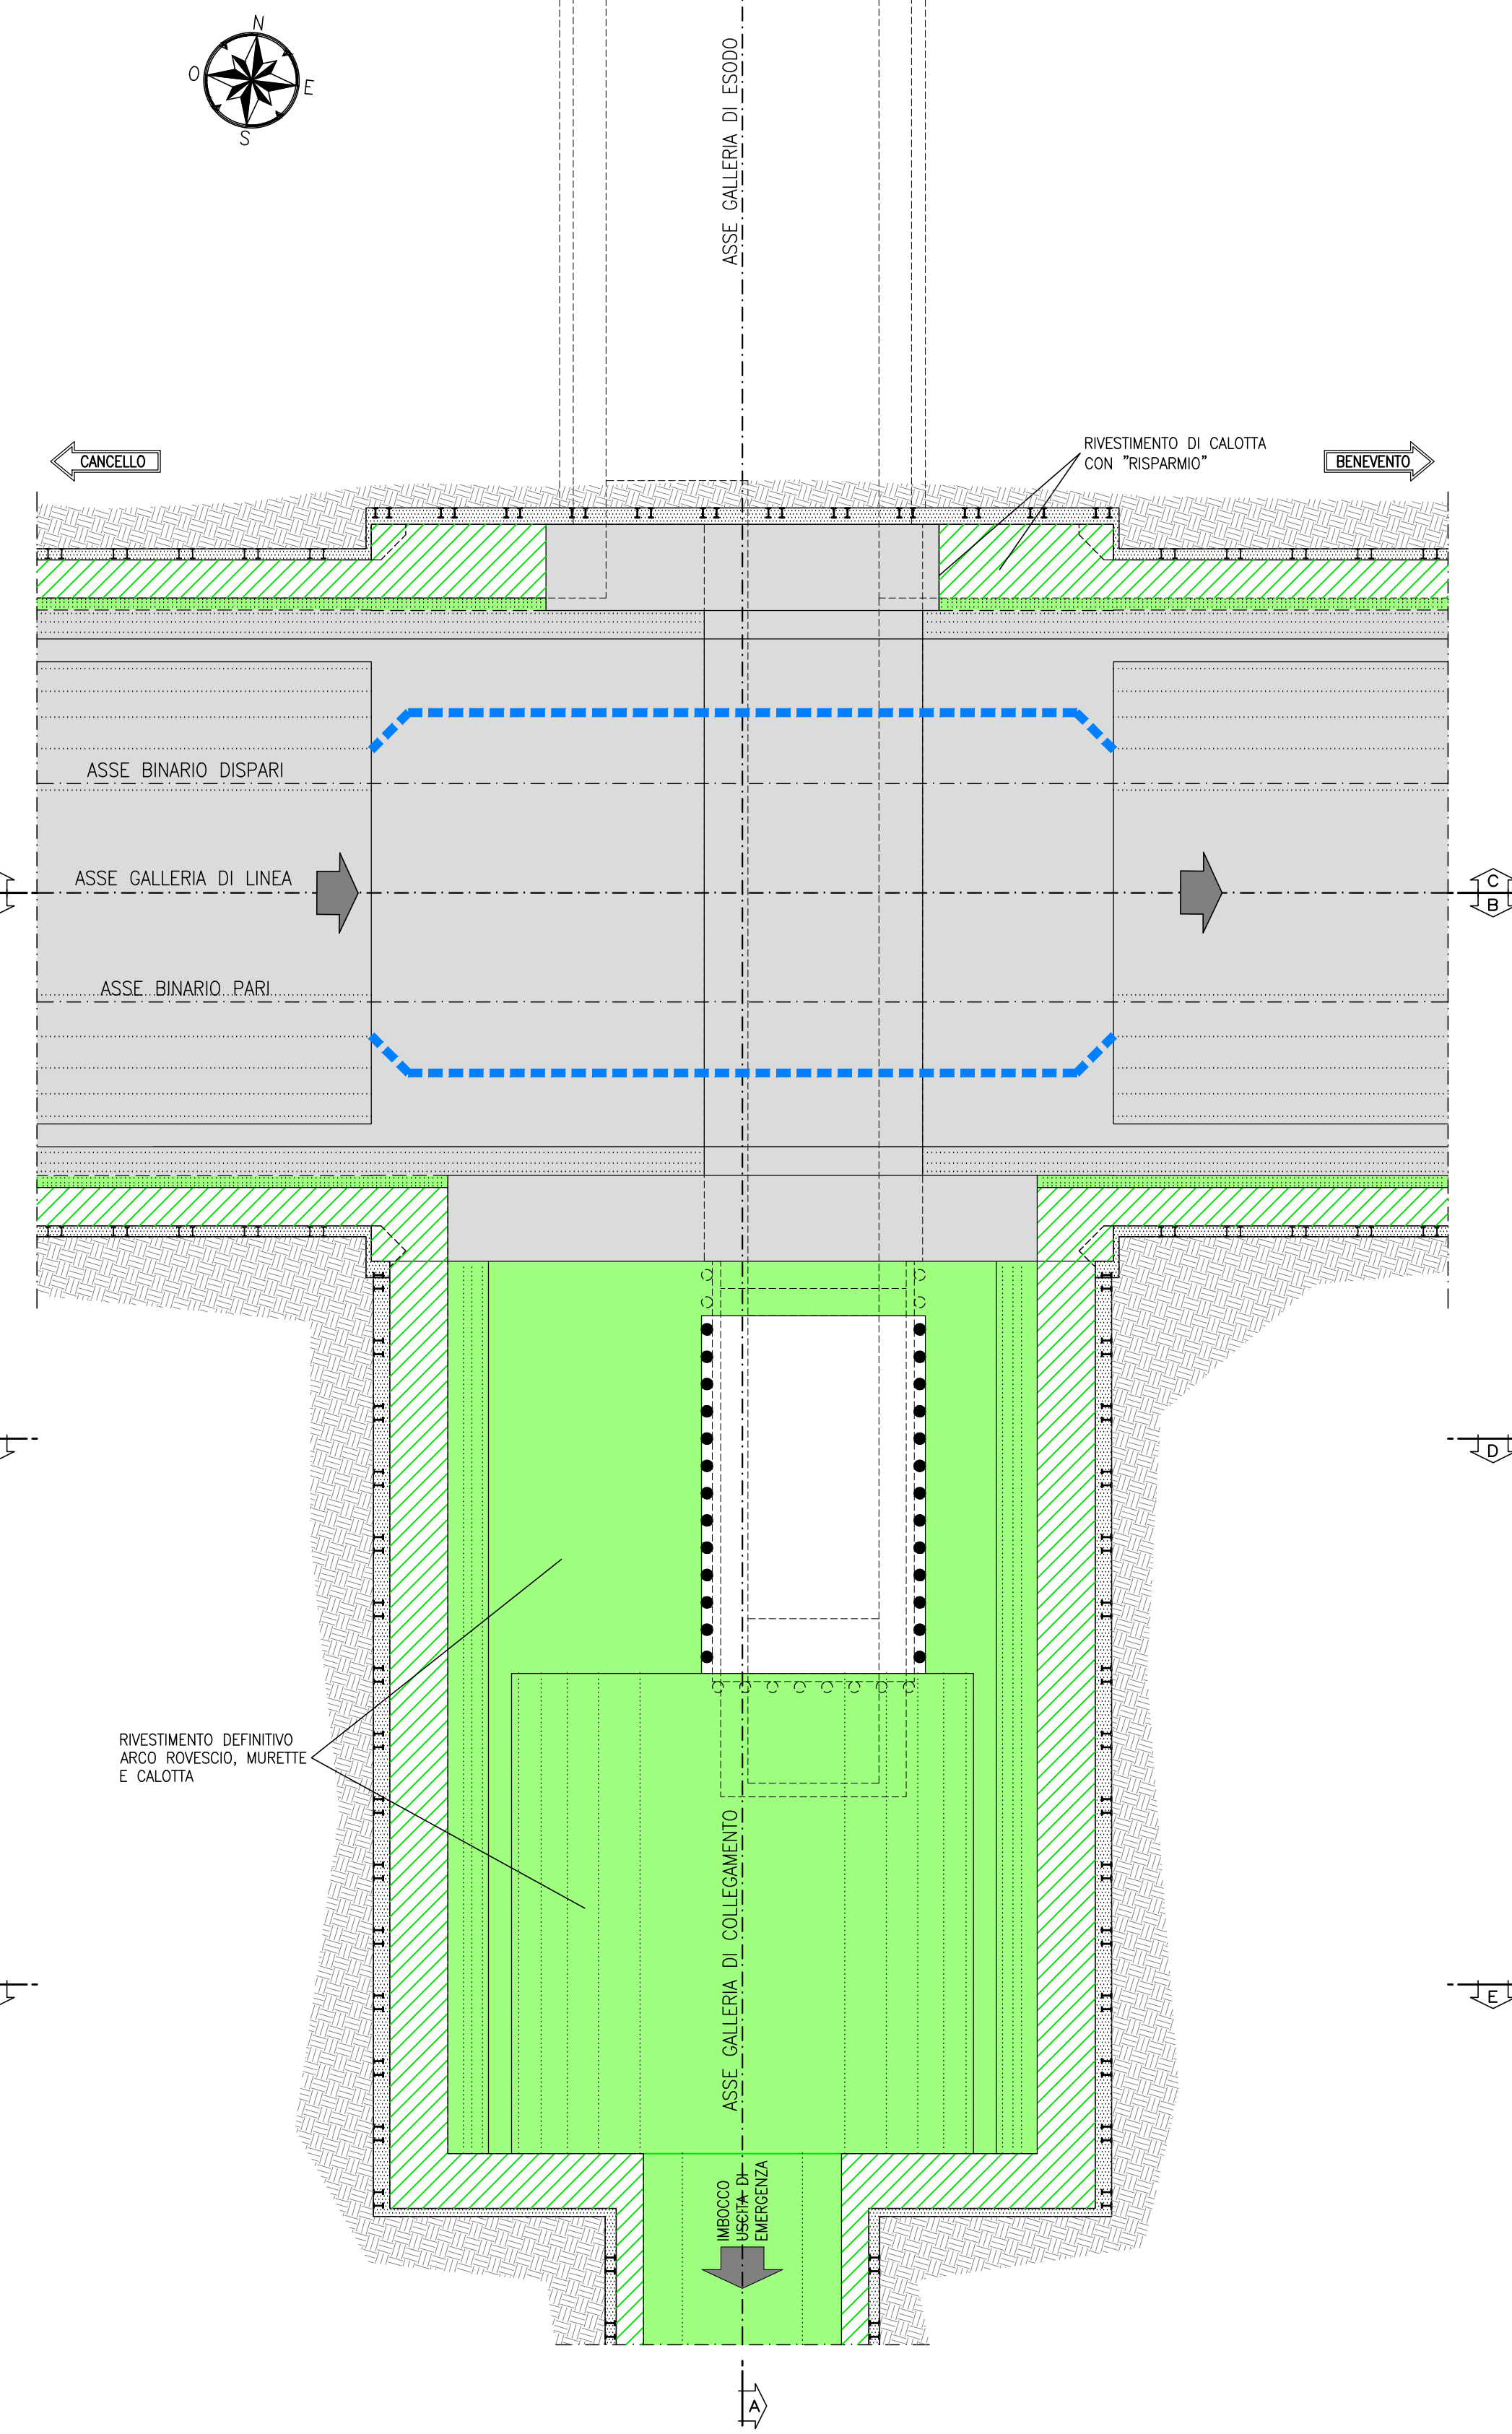 N
O
E
S
ASSE GALLERIA DI ESODO
CANCELLO
RIVESTIMENTO DI CALOTTA
CON "RISPARMIO"
BENEVENTO
ASSE BINARIO DISPARI
ASSE GALLERIA DI LINEA
C
B
ASSE BINARIO PARI
D
RIVESTIMENTO DEFINITIVO
ARCO ROVESCIO, MURETTE
E CALOTTA
ASSE GALLERIA DI COLLEGAMENTO
E
IMBOCCO
USCITA DI
EMERGENZA
A